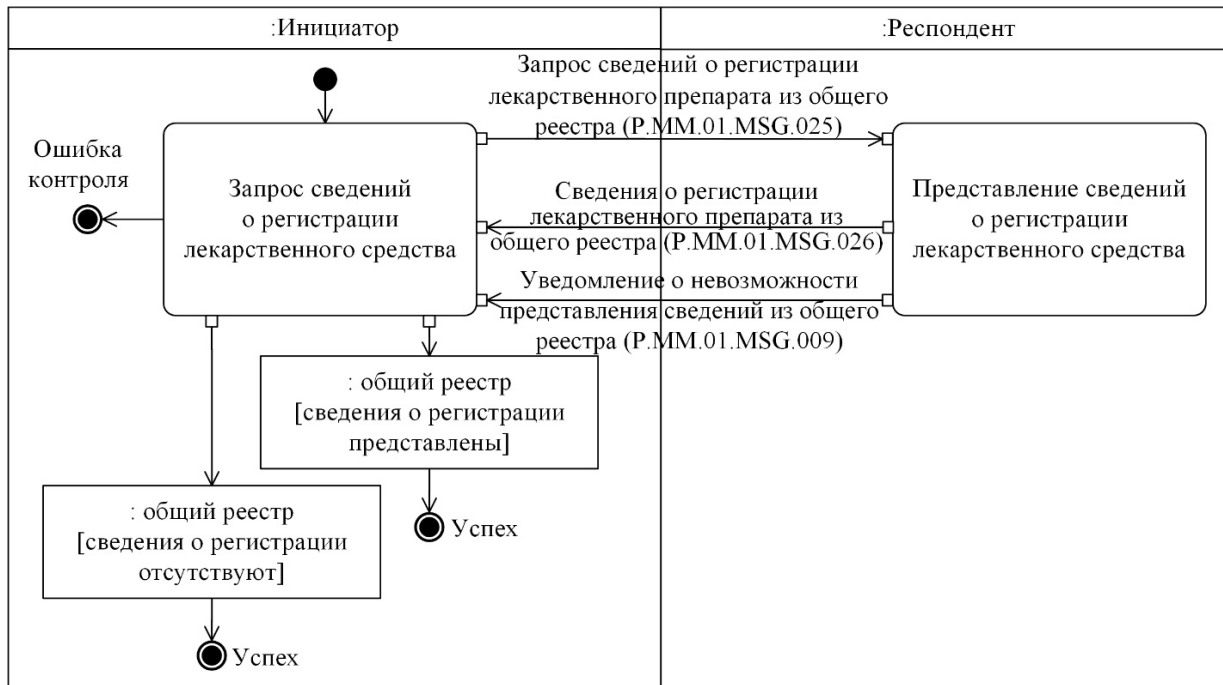 :Инициатор
:Респондент
Запрос сведений о регистрации
лекарственного препарата из общего
реестра (P.MM.01.MSG.025)
Ошибка
контроля
Запрос сведений
о регистрации
лекарственного средства
Сведения о регистрации
лекарственного препарата из
общего реестра (P.MM.01.MSG.026)
Представление сведений
о регистрации
лекарственного средства
Уведомление о невозможности
представления сведений из общего
реестра (P.MM.01.MSG.009)
: общий реестр
[сведения о регистрации
представлены]
Успех
: общий реестр
[сведения о регистрации
отсутствуют]
Успех